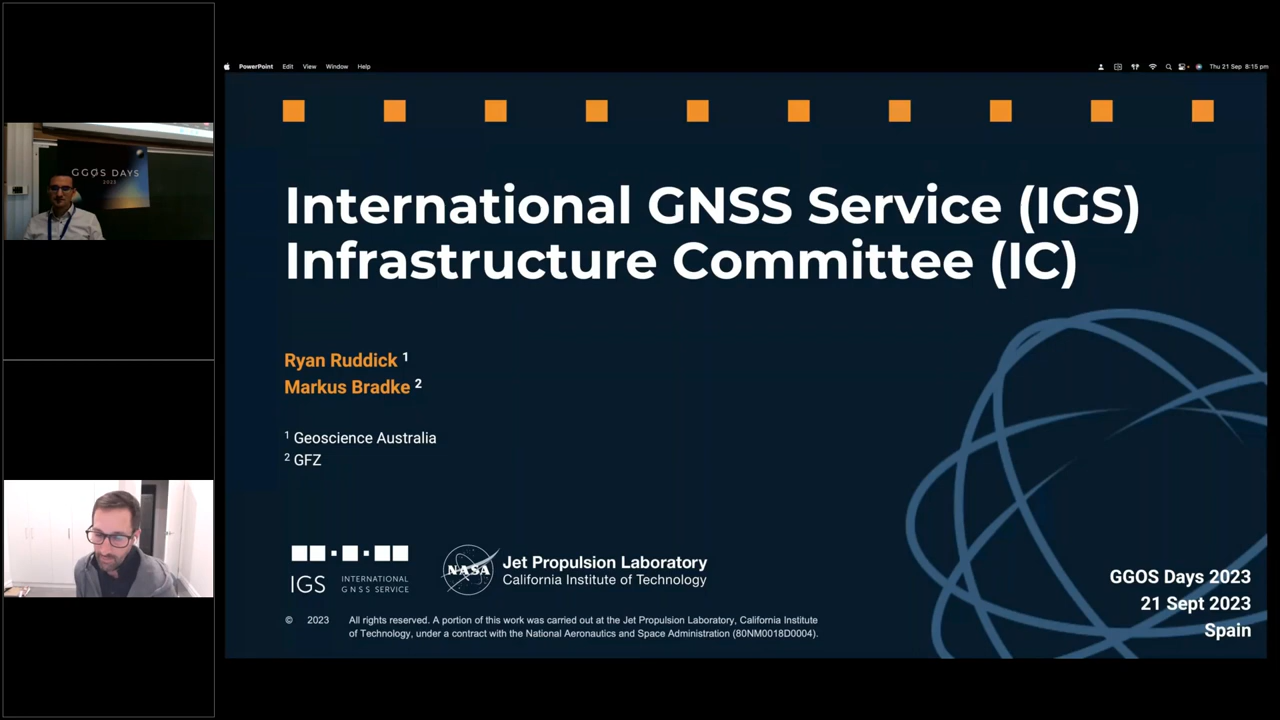 PowerPoint Edit View Window Help
Thu 21 Sep 8:15 pm
GGOS DAYS
2023
International GNSS Service (IGS)
Infrastructure Committee (IC)
Ryan Ruddick 1
Markus Bradke 2
1 Geoscience Australia
2 GFZ
IGS INTERNATIONAL
GNSS SERVICE
NASA
Jet Propulsion Laboratory
California Institute of Technology
© 2023 All rights reserved. A portion of this work was carried out at the Jet Propulsion Laboratory, California Institute
of Technology, under a contract with the National Aeronautics and Space Administration (80NM0018D0004).
GGOS Days 2023
21 Sept 2023
Spain